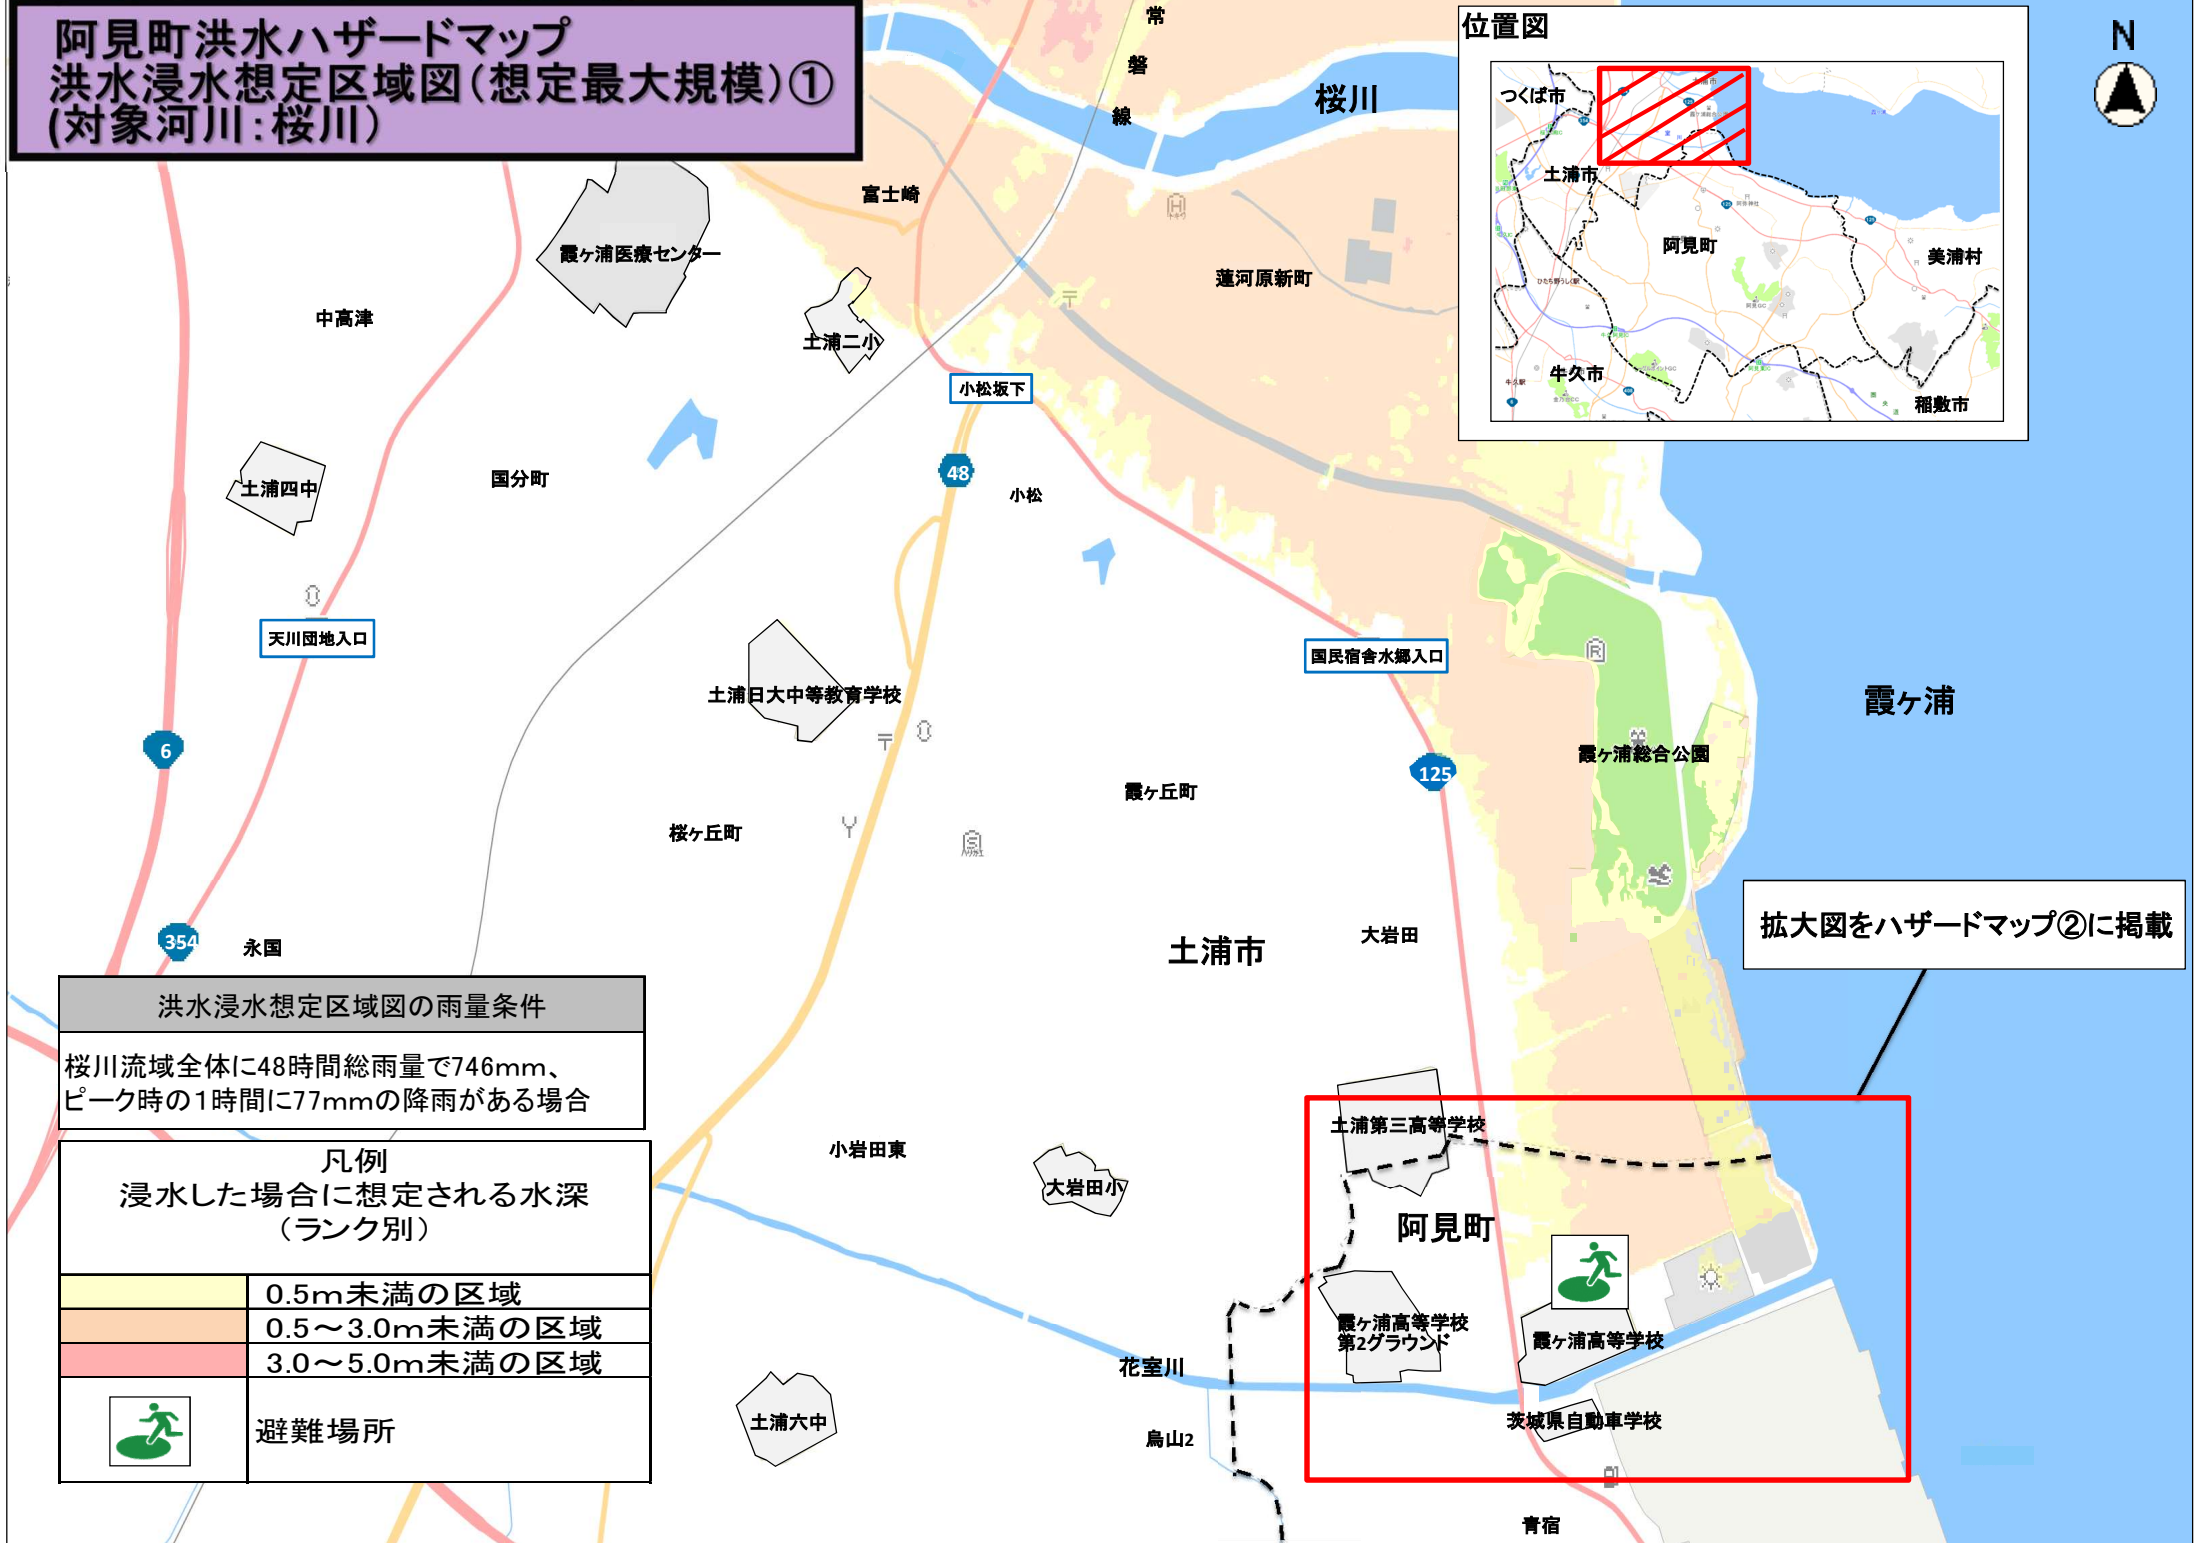 阿見町洪水ハザードマップ
洪水浸水想定区域図(想定最大規模)①
(対象河川:桜川)
常
磐
線
桜川
位置図
N
つくば市
土浦市
阿見町
美浦村
牛久市
稲敷市
ひたち野うしく駅
牛久駅
富士崎
霞ヶ浦医療センター
蓮河原新町
中高津
土浦二小
小松坂下
48
小松
国分町
土浦四中
天川団地入口
国民宿舎水郷入口
土浦日大中等教育学校
霞ヶ浦
6
霞ヶ浦総合公園
125
霞ヶ丘町
桜ヶ丘町
354
永国
土浦市
大岩田
拡大図をハザードマップ②に掲載
洪水浸水想定区域図の雨量条件
桜川流域全体に48時間総雨量で746mm、
ピーク時の1時間に77mmの降雨がある場合
凡例
浸水した場合に想定される水深
(ランク別)
0.5m未満の区域
0.5～3.0m未満の区域
3.0～5.0m未満の区域
避難場所
小岩田東
大岩田小
土浦第三高等学校
阿見町
霞ヶ浦高等学校
第2グラウンド
霞ヶ浦高等学校
花室川
土浦六中
烏山2
茨城県自動車学校
青宿